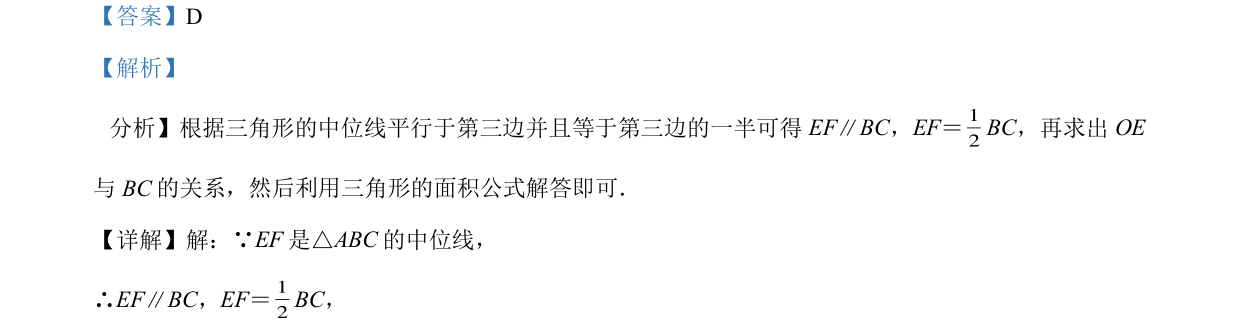 【答案】D
【解析】
分析】根据三角形的中位线平行于第三边并且等于第三边的一半可得 EF∥BC，EF=1/2 BC，再求出 OE
与 BC 的关系，然后利用三角形的面积公式解答即可．
【详解】解：∵EF 是△ABC 的中位线，
∴EF∥BC，EF=1/2 BC，